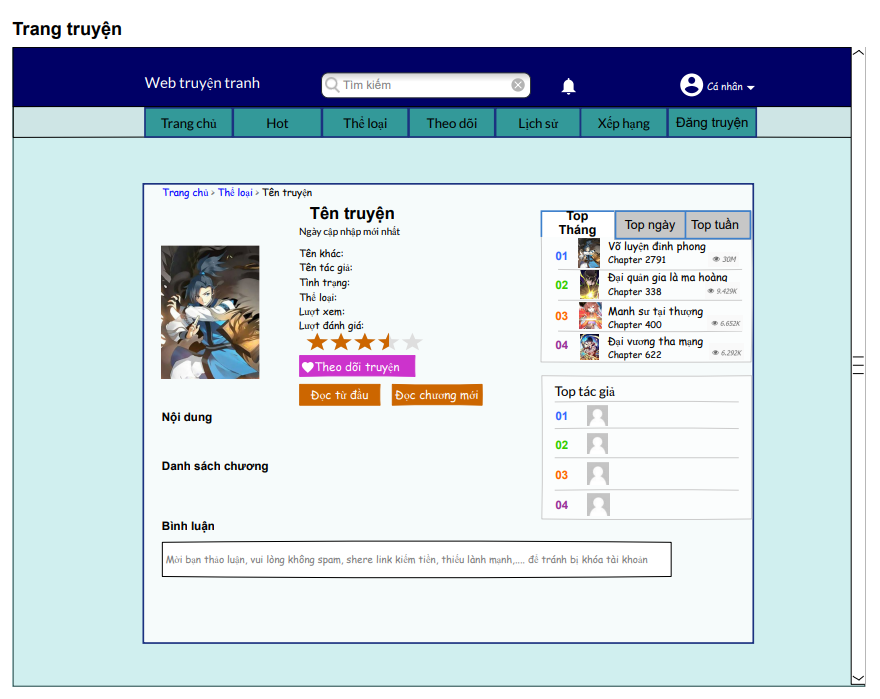 Trang truyện
Web truyện tranh
Tìm kiếm
Cá nhân
Trang chủ
Hot
Thể loại
Theo dõi
Lịch sử
Xếp hạng
Đăng truyện
Trang chủ > Thể loại > Tên truyện
Tên truyện
Ngày cập nhập mới nhất
Tên khác:
Tên tác giả:
Tình trạng:
Thể loại:
Lượt xem:
Lượt đánh giá:
Theo dõi truyện
Đọc từ đầu
Đọc chương mới
Nội dung
Danh sách chương
Bình luận
Mời bạn thảo luận, vui lòng không spam, shere link kiếm tiền, thiếu lành mạnh,.... để tránh bị khóa tài khoản
Top Tháng
Top ngày
Top tuần
01
Võ luyện đỉnh phong
Chapter 2791
30M
02
Đại quản gia là ma hoàng
Chapter 338
9.429K
03
Manh sư tại thượng
Chapter 400
6.652K
04
Đại vương tha mạng
Chapter 622
6.292K
Top tác giả
01
02
03
04